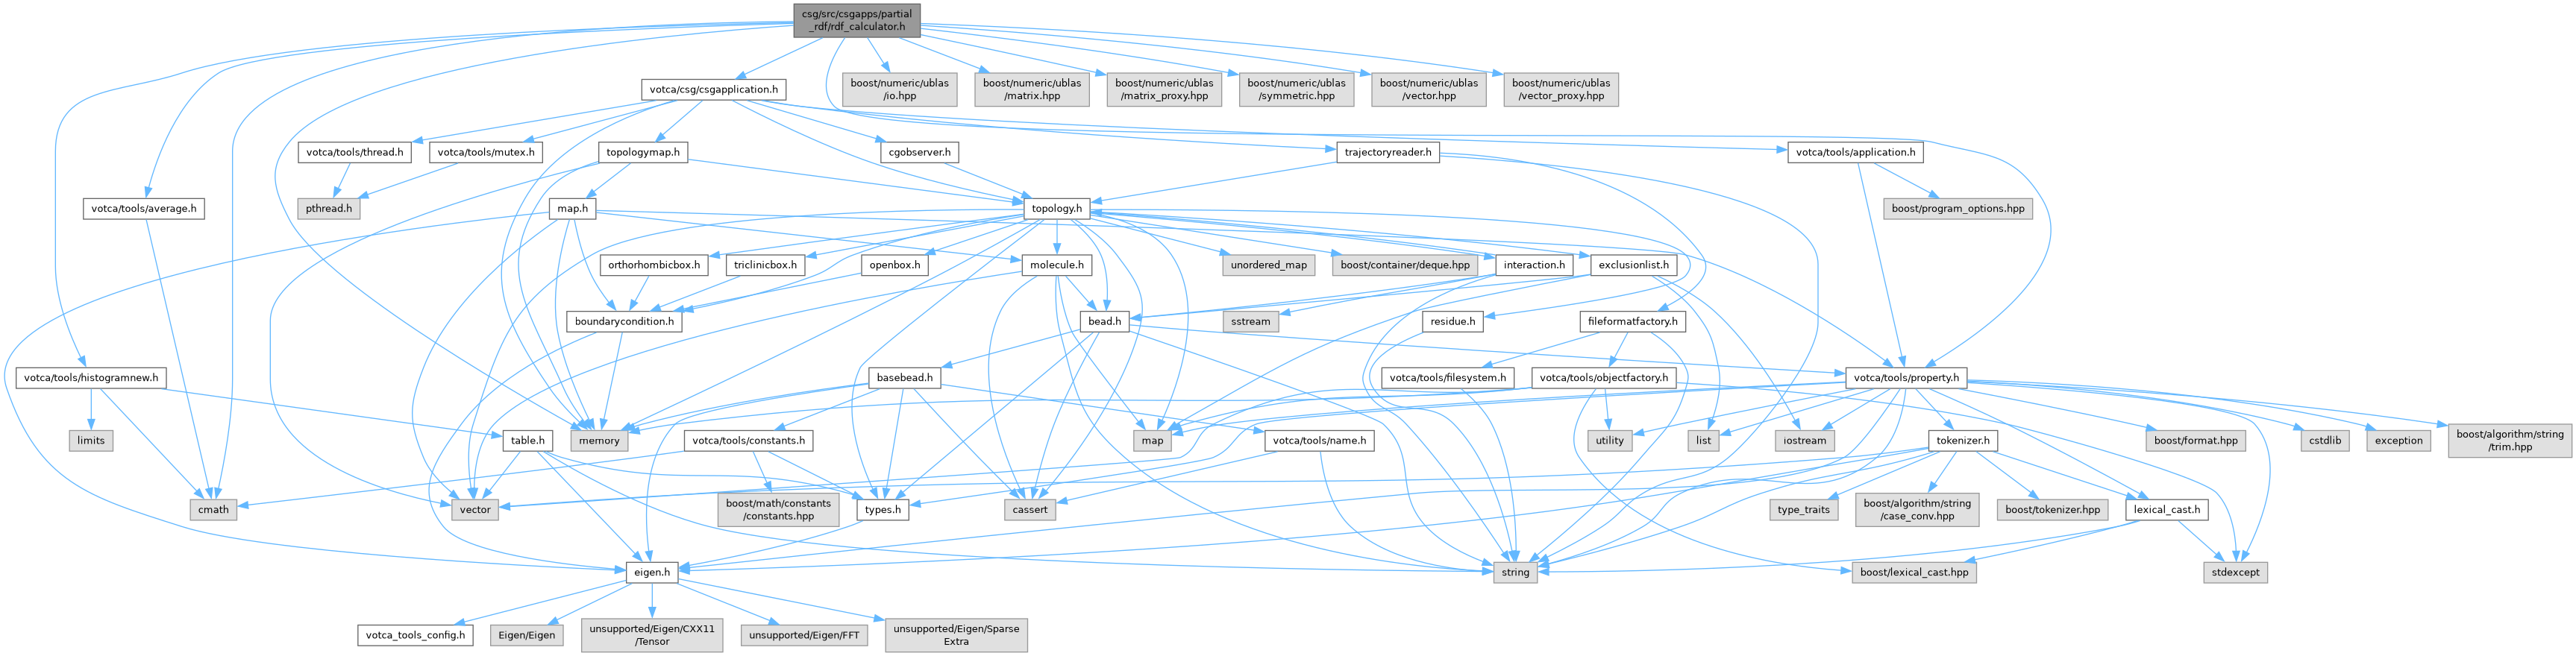 csg/src/csgapps/partial
_rdf/rdf_calculator.h
votca/csg/csgapplication.h
boost/numeric/ublas
/io.hpp
boost/numeric/ublas
/matrix.hpp
boost/numeric/ublas
/matrix_proxy.hpp
boost/numeric/ublas
/symmetric.hpp
boost/numeric/ublas
/vector.hpp
boost/numeric/ublas
/vector_proxy.hpp
votca/tools/thread.h
votca/tools/mutex.h
topologymap.h
cgobserver.h
trajectoryreader.h
votca/tools/application.h
votca/tools/average.h
pthread.h
map.h
topology.h
boost/program_options.hpp
orthorhombicbox.h
triclinicbox.h
openbox.h
molecule.h
unordered_map
boost/container/deque.hpp
interaction.h
exclusionlist.h
boundarycondition.h
bead.h
sstream
residue.h
fileformatfactory.h
votca/tools/histogramnew.h
basebead.h
votca/tools/filesystem.h
votca/tools/objectfactory.h
votca/tools/property.h
limits
table.h
memory
votca/tools/constants.h
map
votca/tools/name.h
utility
list
iostream
tokenizer.h
boost/format.hpp
cstdlib
exception
boost/algorithm/string
/trim.hpp
cmath
vector
boost/math/constants
/constants.hpp
types.h
cassert
type_traits
boost/algorithm/string
/case_conv.hpp
boost/tokenizer.hpp
lexical_cast.h
eigen.h
string
boost/lexical_cast.hpp
stdexcept
votca_tools_config.h
Eigen/Eigen
unsupported/Eigen/CXX11
/Tensor
unsupported/Eigen/FFT
unsupported/Eigen/Sparse
Extra